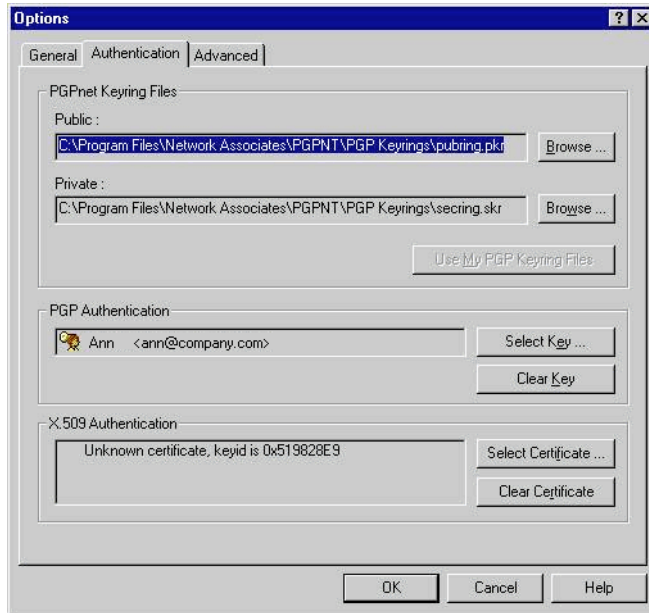 Options
General Authentication Advanced
PGPnet Keyring Files
Public :
C:\Program Files\Network Associates\PGPNT\PGP Keyrings\pubring.pkr
Browse ...
Private :
C:\Program Files\Network Associates\PGPNT\PGP Keyrings\secring.skr
Browse ...
Use My PGP Keyring Files
PGP Authentication
Ann <ann@company.com>
Select Key ...
Clear Key
X.509 Authentication
Unknown certificate, keyid is 0x519828E9
Select Certificate ...
Clear Certificate
OK Cancel Help